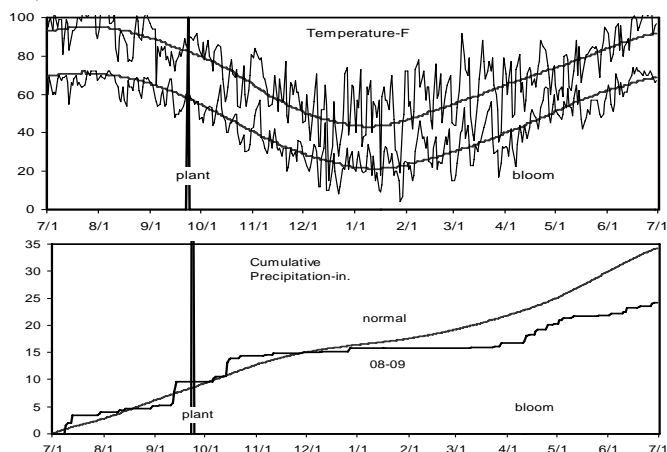 100
Temperature-F
80
60
40
20
plant
bloom
0
7/1 8/1 9/1 10/1 11/1 12/1 1/1 2/1 3/1 4/1 5/1 6/1 7/1
35
Cumulative
30
Precipitation-in.
25
normal
20
15
08-09
10
5
plant
bloom
0
7/1 8/1 9/1 10/1 11/1 12/1 1/1 2/1 3/1 4/1 5/1 6/1 7/1